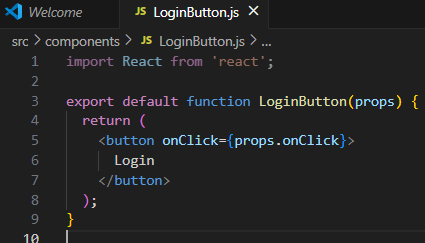 Welcome
JS LoginButton.js ×
src > components > JS LoginButton.js > ...
1 import React from 'react';
2
3 export default function LoginButton(props) {
4   return (
5     <button onClick={props.onClick}>
6       Login
7     </button>
8   );
9 }
10